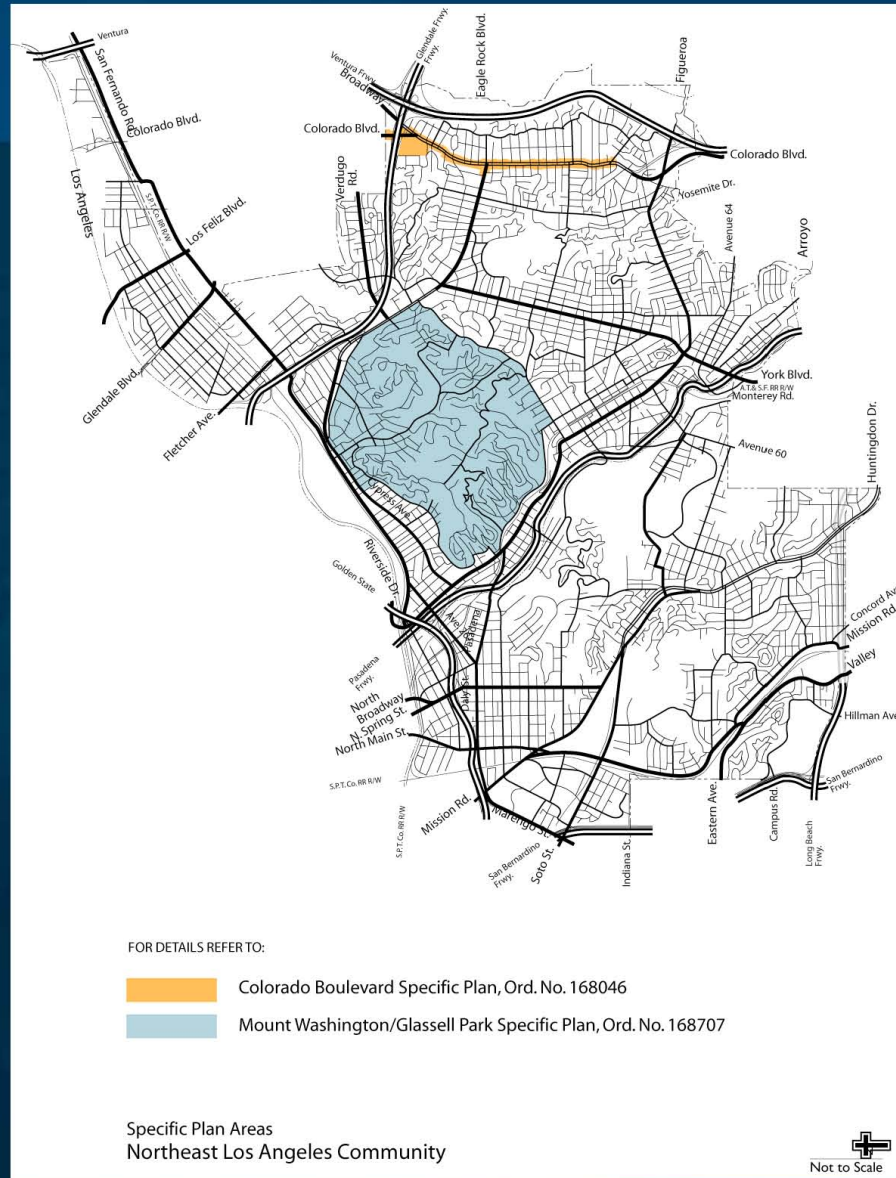 Ventura
San Fernando Rd.
Colorado Blvd.
Los Angeles
S.P.T. Co. RR R/W
Los Feliz Blvd.
Glendale Blvd.
Fletcher Ave.
Ventura Frwy.
Broadway
Glendale Frwy.
Eagle Rock Blvd.
Figueroa
Colorado Blvd.
Colorado Blvd.
Verdugo
Rd.
Yosemite Dr.
Avenue 64
Arroyo
York Blvd.
A.T.& S.F. RR R/W
Monterey Rd.
Avenue 60
Huntingdon Dr.
Cypress Ave.
Riverside Dr.
Golden State
Pasadena
Frwy.
Pasadena
Daly St.
North
Broadway
N. Spring St.
North Main St.
S.P.T. Co. RR R/W
S.P.T. Co. RR R/W
Mission Rd.
Marengo St.
San Bernardino
Frwy.
Soto St.
Indiana St.
Eastern Ave.
Campus Rd.
Long Beach
Frwy.
San Bernardino
Frwy.
Hillman Ave
Valley
Mission Rd
Concord Av
FOR DETAILS REFER TO:
Colorado Boulevard Specific Plan, Ord. No. 168046
Mount Washington/Glassell Park Specific Plan, Ord. No. 168707
Specific Plan Areas
Northeast Los Angeles Community
Not to Scale